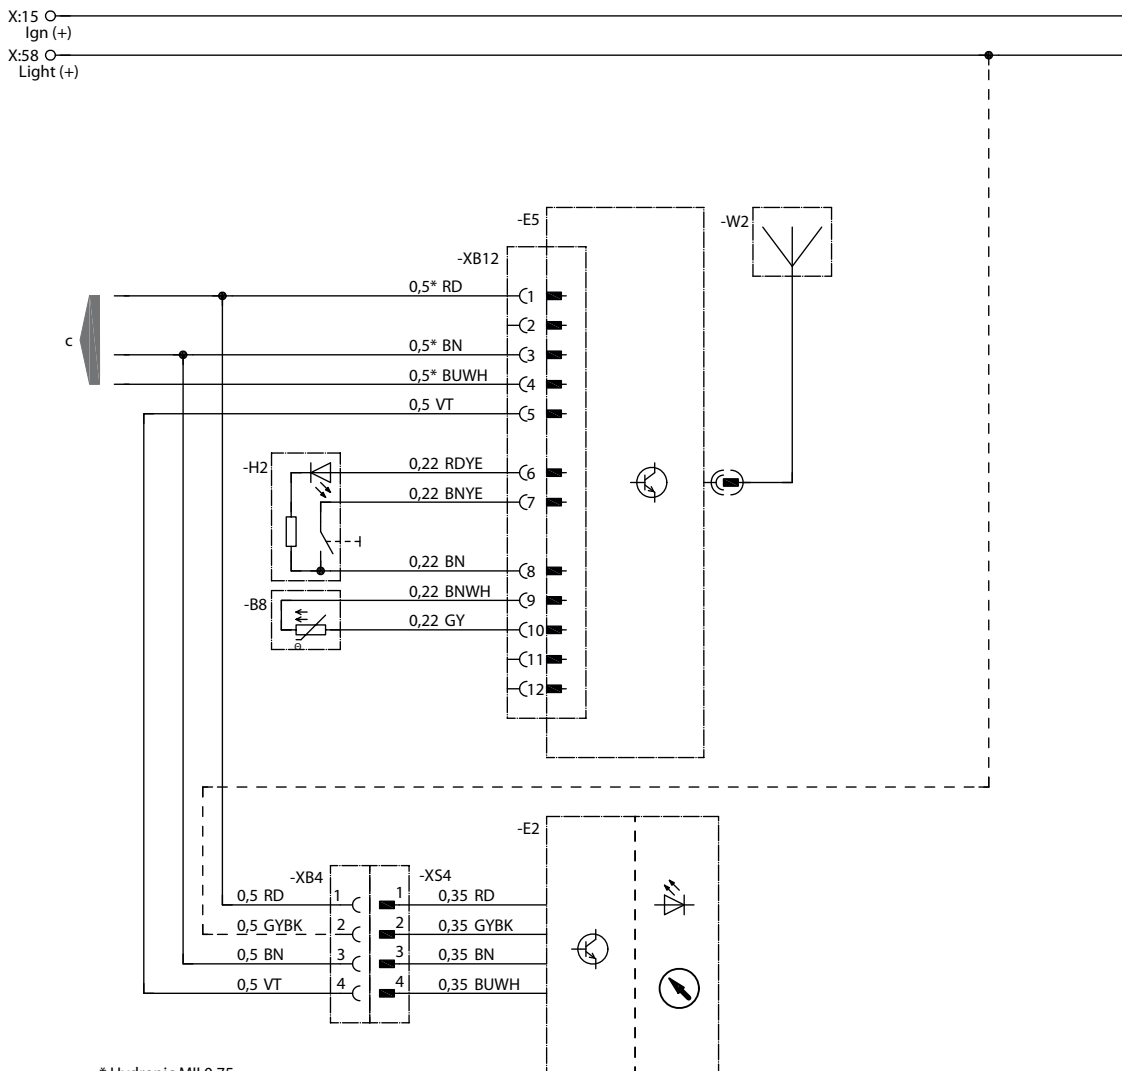 X:15
Ign (+)
X:58
Light (+)
-E5
-W2
-XB12
0,5* RD 1
2
c
0,5* BN 3
0,5* BUWH 4
0,5 VT 5
-H2
0,22 RDYE 6
0,22 BNYE 7
0,22 BN 8
-B8
0,22 BNWH 9
0,22 GY 10
11
12
-E2
-XB4 -XS4
0,5 RD 1 1 0,35 RD
0,5 GYBK 2 2 0,35 GYBK
0,5 BN 3 3 0,35 BN
0,5 VT 4 4 0,35 BUWH